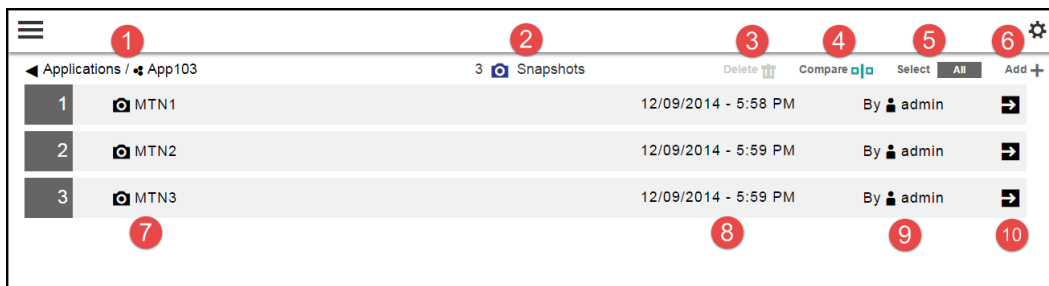 1 2 3 4 5 6
Applications / App103 3 Snapshots Delete Compare Select All Add
1 MTN1 12/09/2014 - 5:58 PM By admin
2 MTN2 12/09/2014 - 5:59 PM By admin
3 MTN3 12/09/2014 - 5:59 PM By admin
7 8 9 10